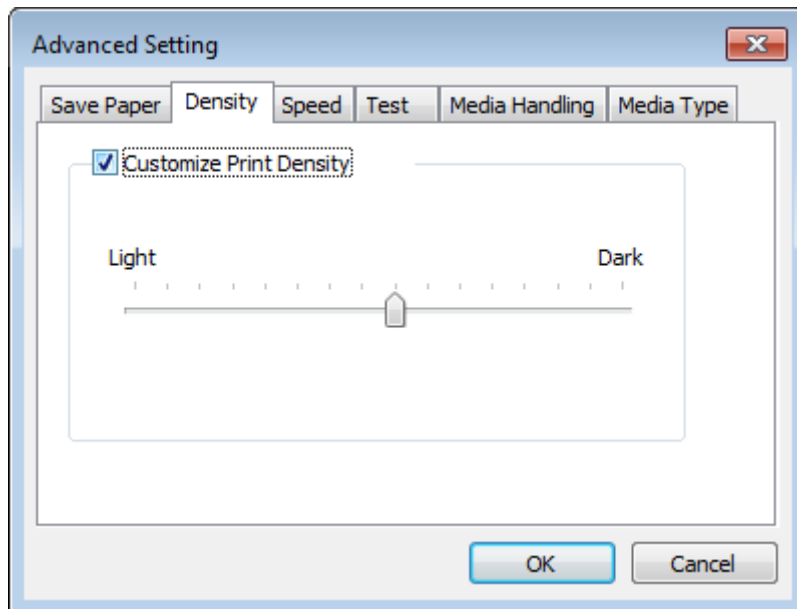 Advanced Setting
Save Paper Density Speed Test Media Handling Media Type
Customize Print Density
Light Dark
OK Cancel